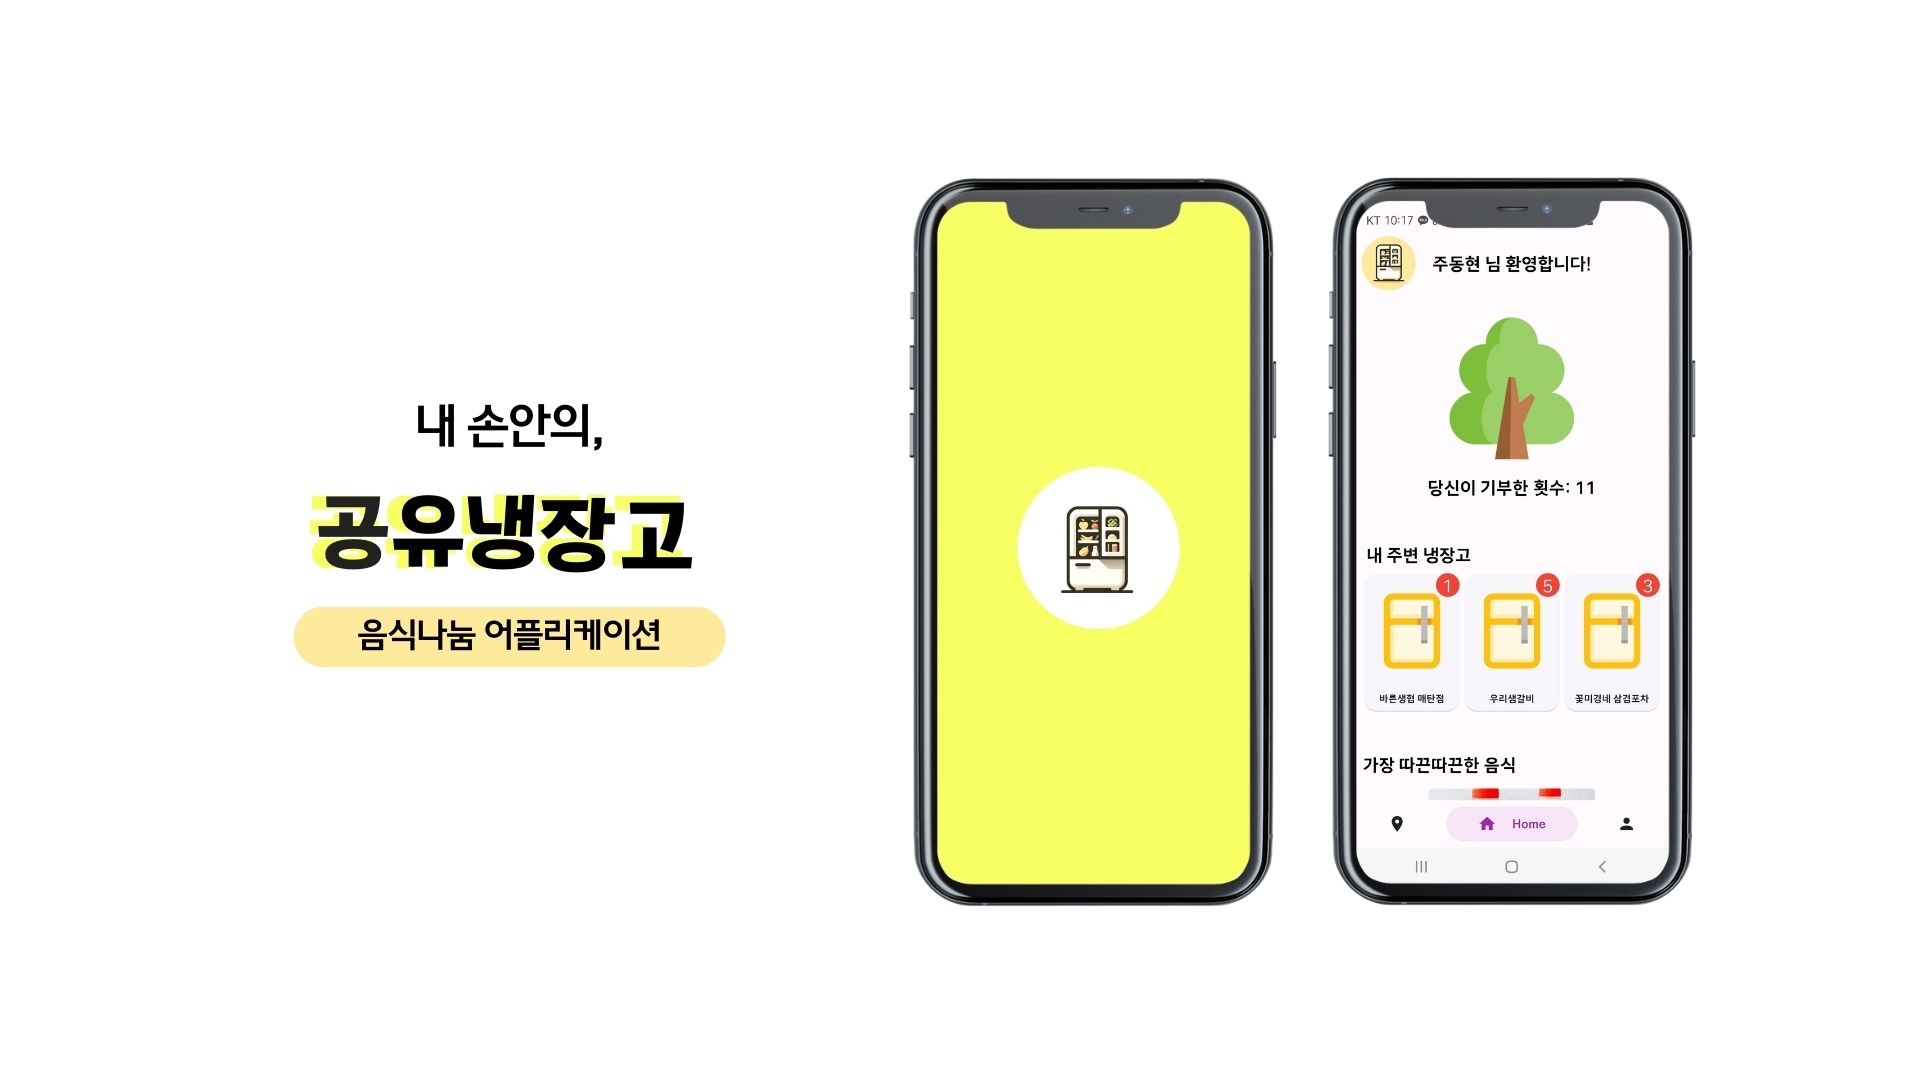 내 손안의,
공유냉장고
음식나눔 어플리케이션
KT 10:17
주동현 님 환영합니다!
당신이 기부한 횟수: 11
내 주변 냉장고
1
5
3
바른생협 매탄점
우리샘갈비
꽃미경네 삼겹포차
가장 따끈따끈한 음식
Home